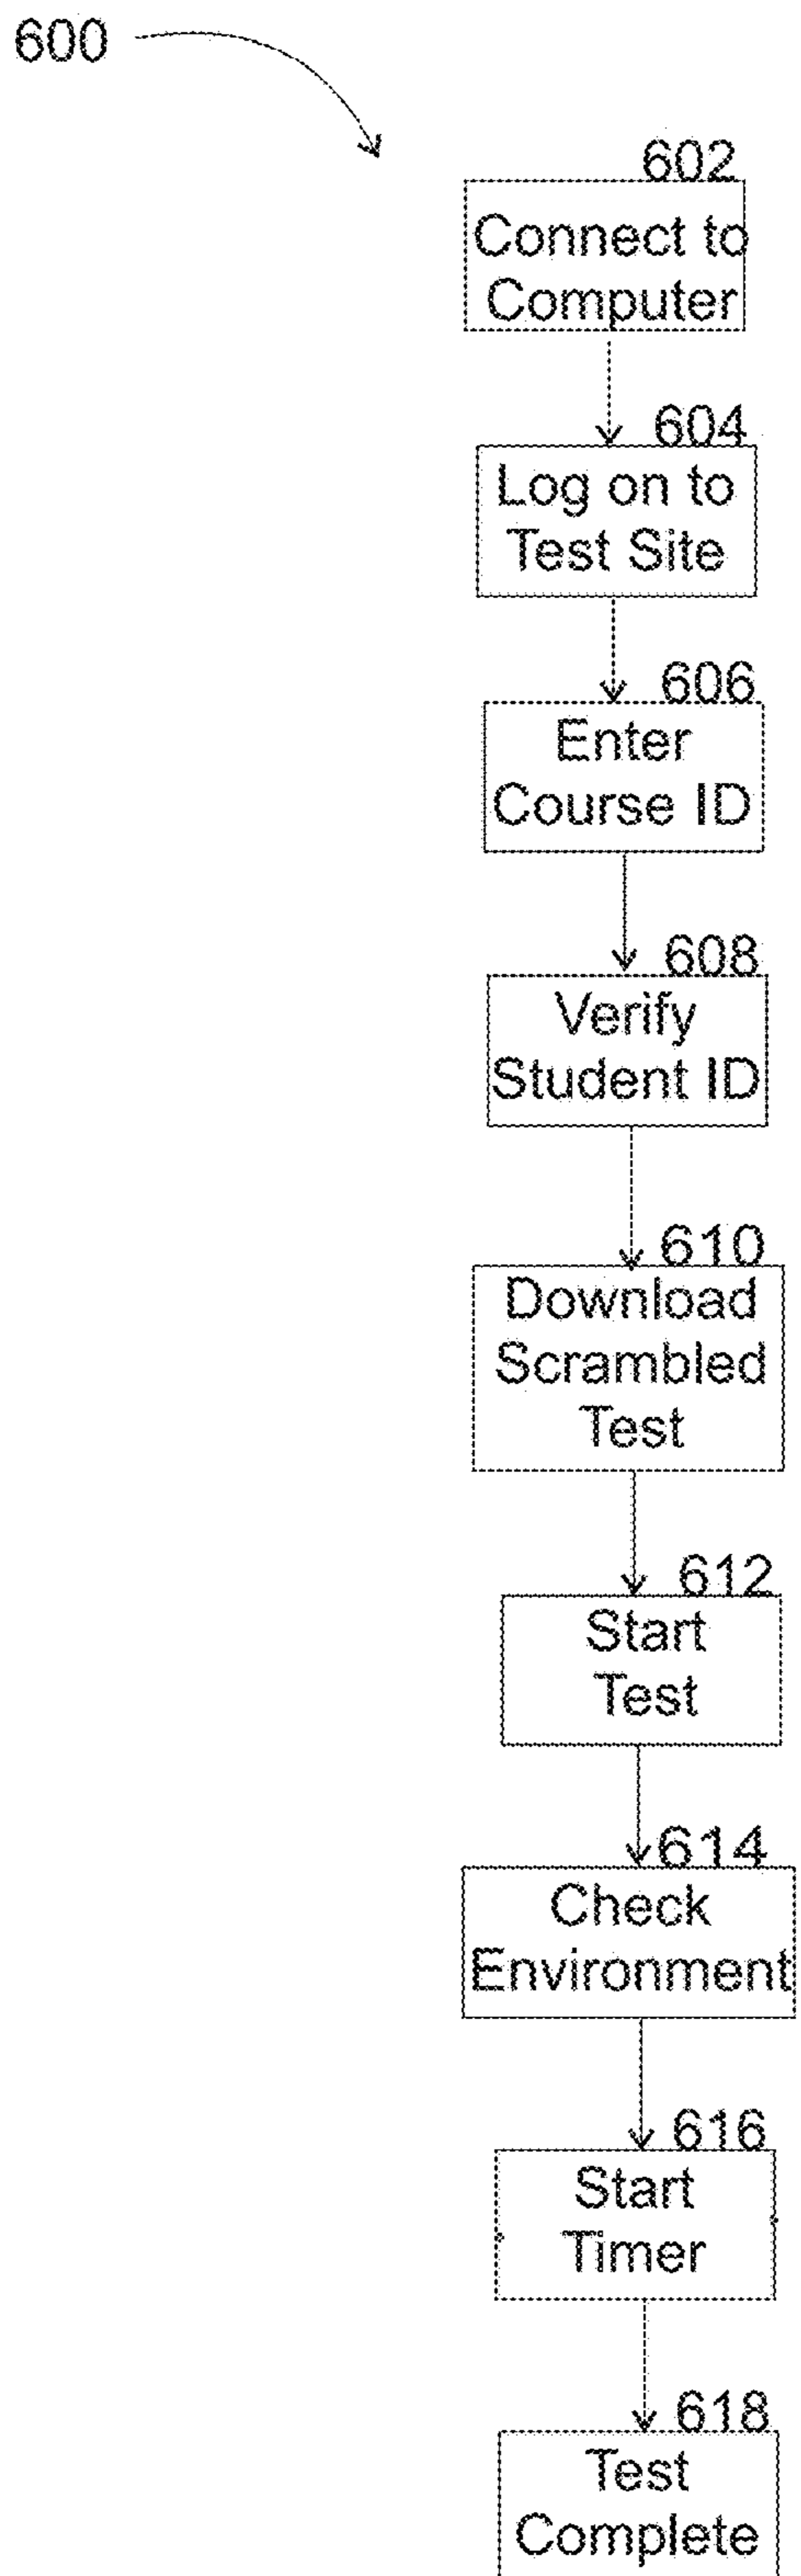 600
602
Connect to
Computer
604
Log on to
Test Site
606
Enter
Course ID
608
Verify
Student ID
610
Download
Scrambled
Test
612
Start
Test
614
Check
Environment
616
Start
Timer
618
Test
Complete